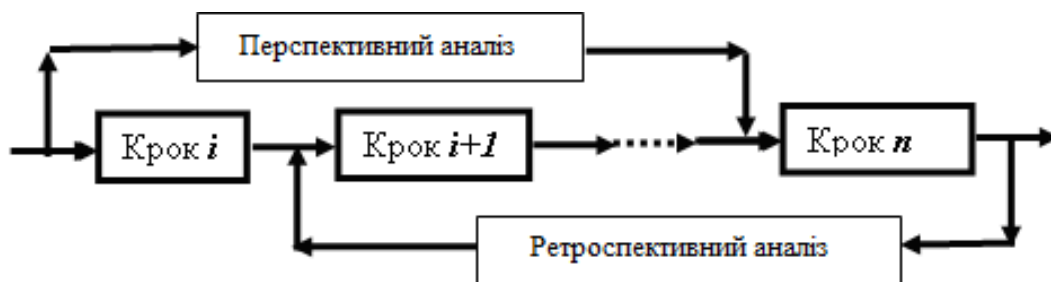 Перспективний аналіз
Крок i
Крок i+1
Крок n
Ретроспективний аналіз